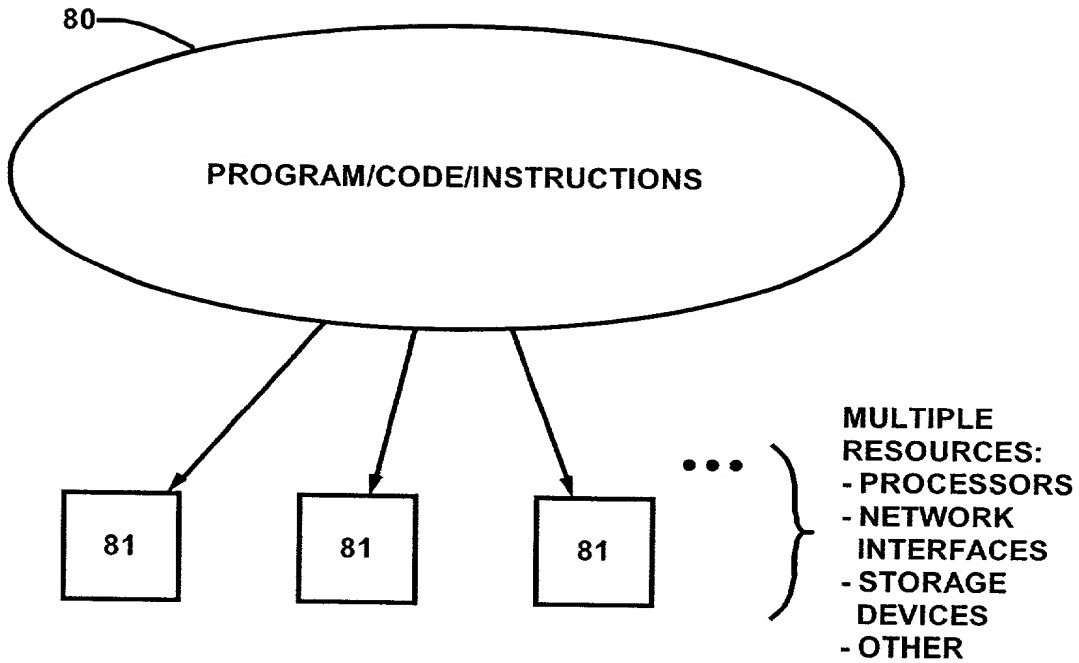 80
PROGRAM/CODE/INSTRUCTIONS
81
81
81
MULTIPLE
RESOURCES:
- PROCESSORS
- NETWORK
INTERFACES
- STORAGE
DEVICES
- OTHER